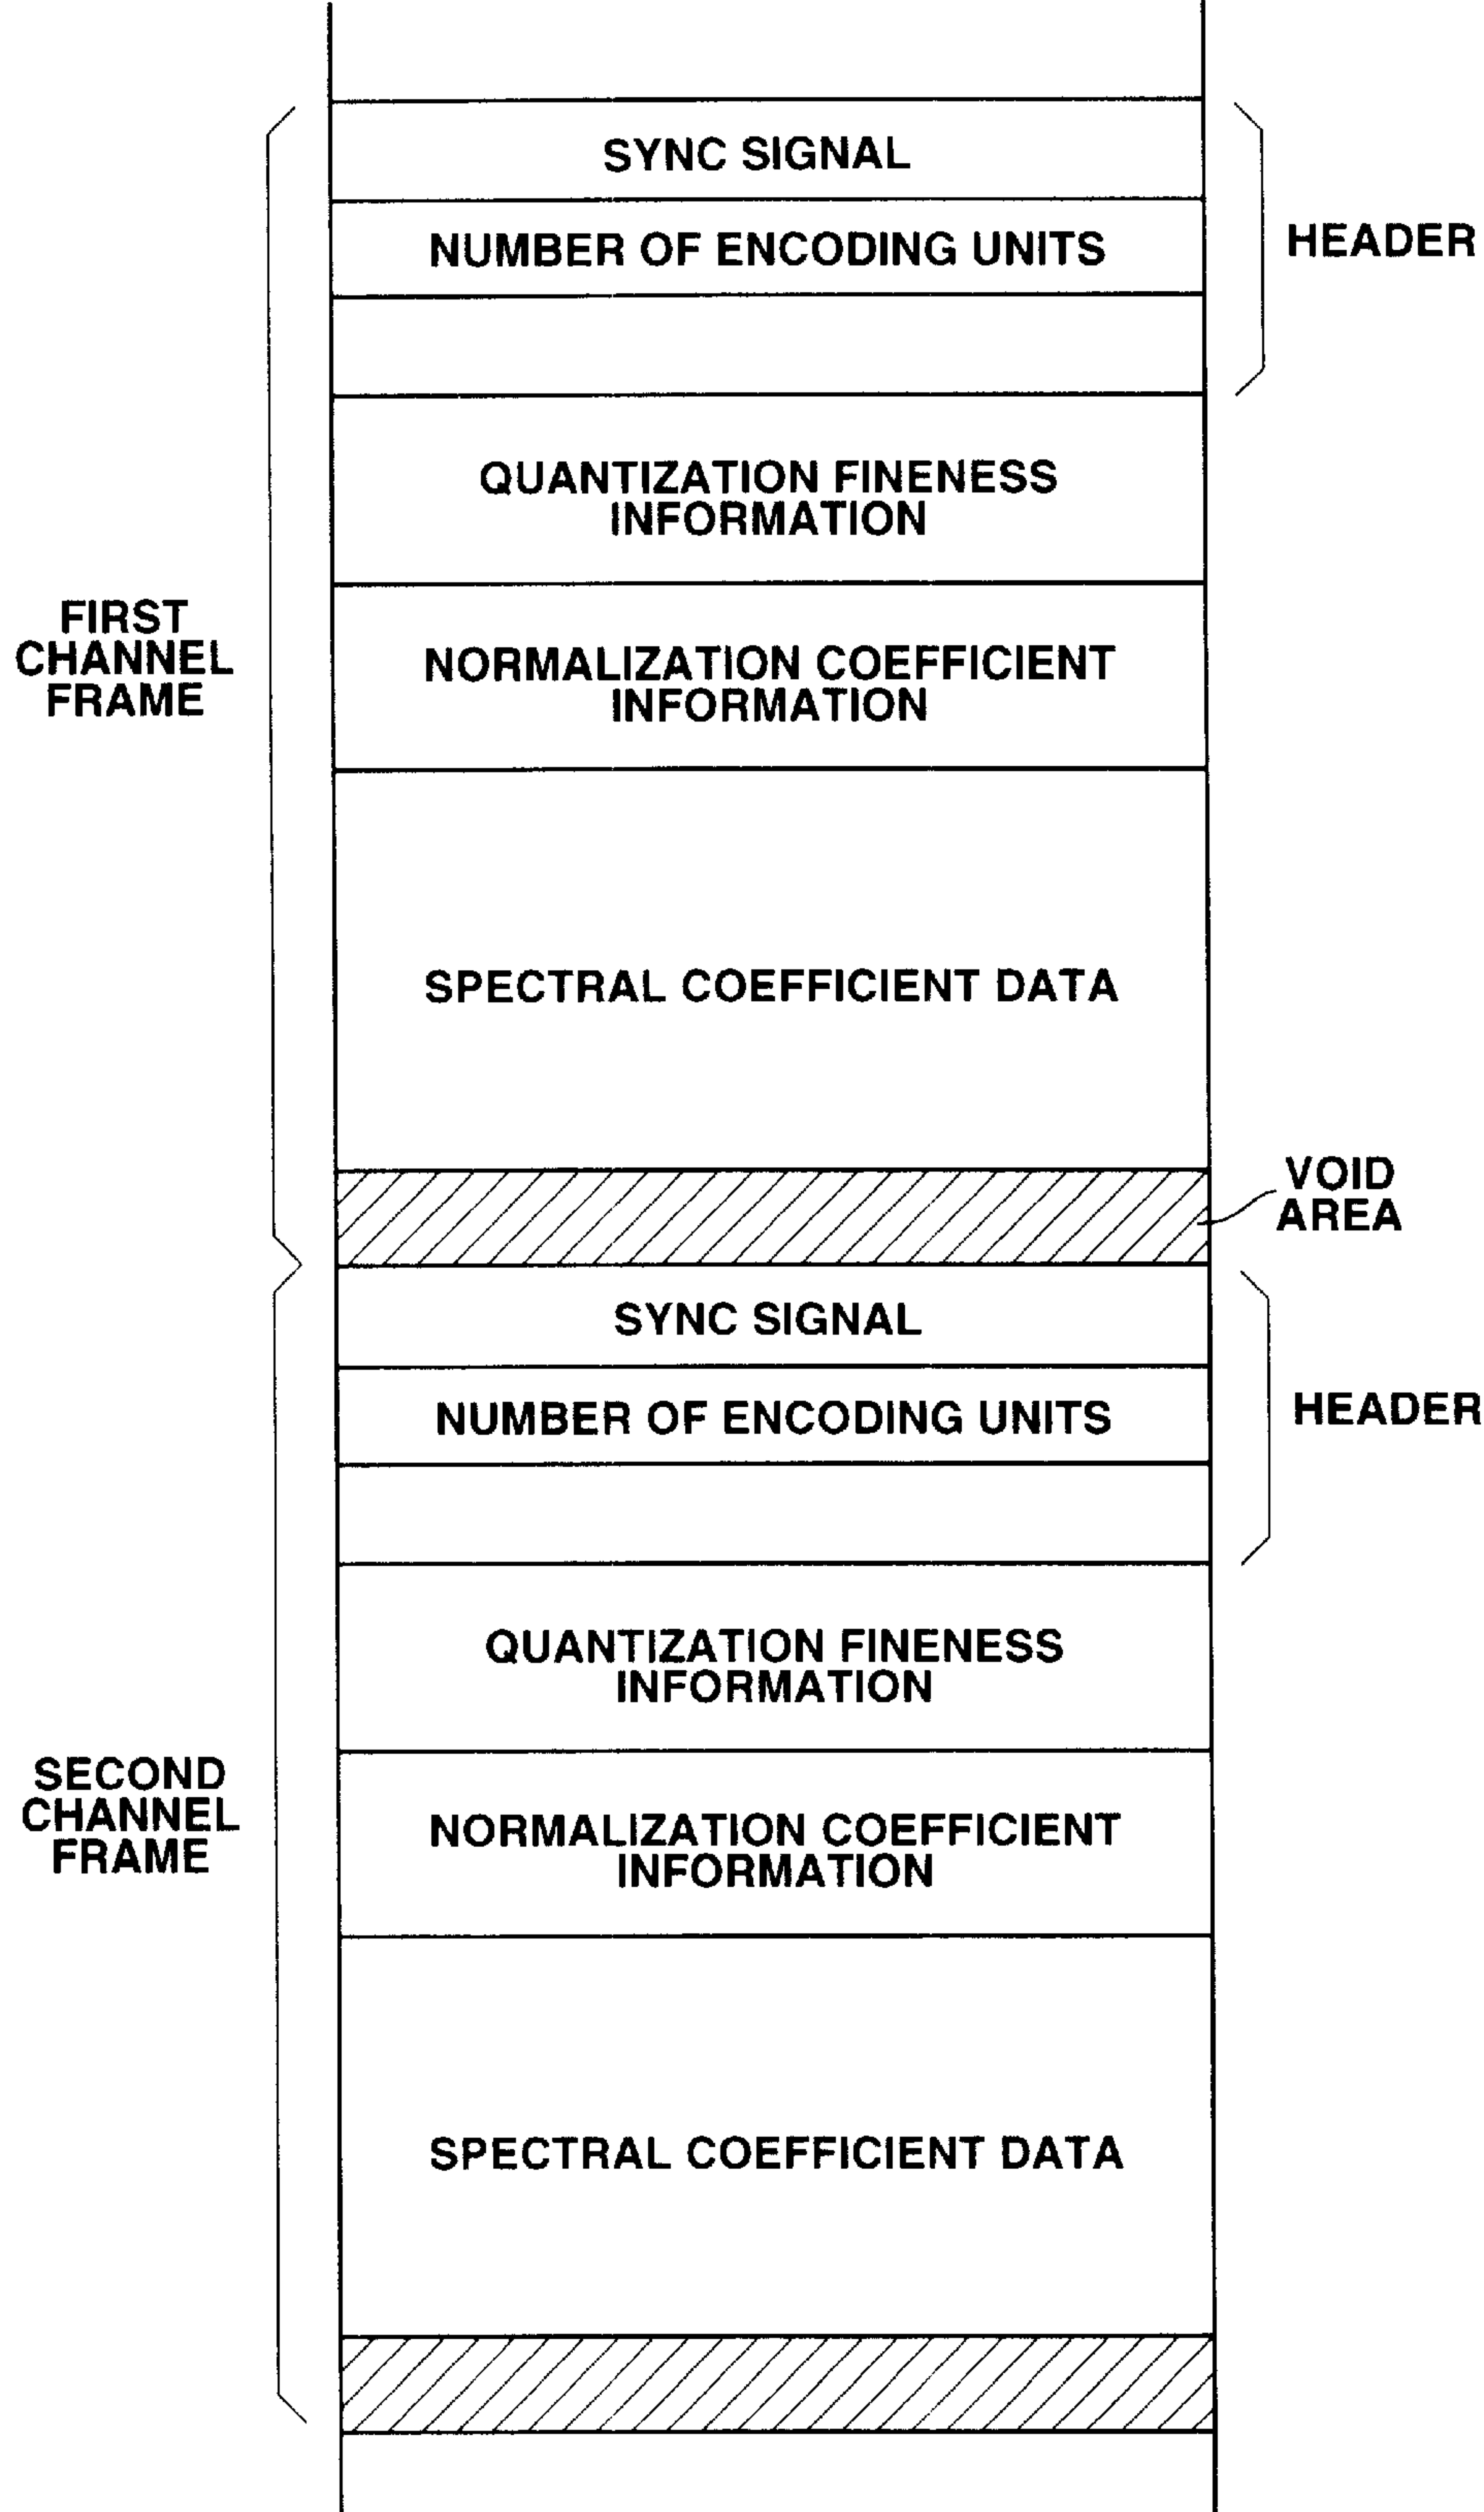 SYNC SIGNAL
NUMBER OF ENCODING UNITS
HEADER
QUANTIZATION FINENESS
INFORMATION
FIRST
CHANNEL
FRAME
NORMALIZATION COEFFICIENT
INFORMATION
SPECTRAL COEFFICIENT DATA
VOID
AREA
SYNC SIGNAL
NUMBER OF ENCODING UNITS
HEADER
QUANTIZATION FINENESS
INFORMATION
SECOND
CHANNEL
FRAME
NORMALIZATION COEFFICIENT
INFORMATION
SPECTRAL COEFFICIENT DATA